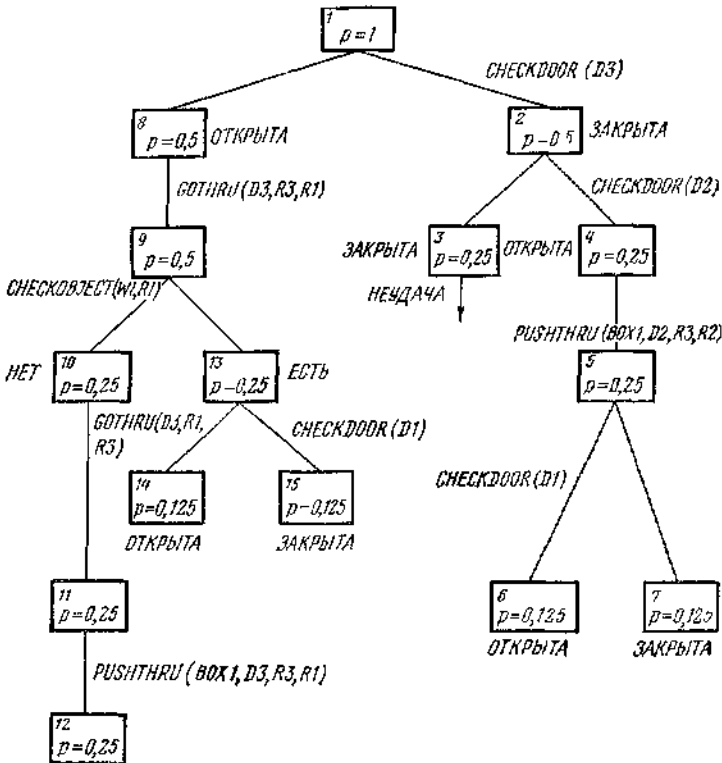 1
p=1
CHECKDOOR (D3)
8
p=0,5
ОТКРЫТА
2
p-0 5
ЗАКРЫТА
GOTHRU(D3,R3,R1)
CHECKDOOR(D2)
9
p=0,5
ЗАКРЫТА
3
p=0,25
ОТКРЫТА
4
p=0,25
CHECKOBJECT(W1,R1)
НЕУДАЧА
PUSHTHRU(BOX1,D2,R3,R2)
НЕТ
10
p=0,25
13
p-0,25
ЕСТЬ
5
p=0,25
GOTHRU(D3,R1,
R3)
CHECKDOOR(D1)
14
p=0,125
15
p-0,125
CHECKDOOR(D1)
ОТКРЫТА
ЗАКРЫТА
11
p=0,25
6
p=0,125
7
p=0,125
ОТКРЫТА
ЗАКРЫТА
PUSHTHRU(BOX1,D3,R3,R1)
12
p=0,25